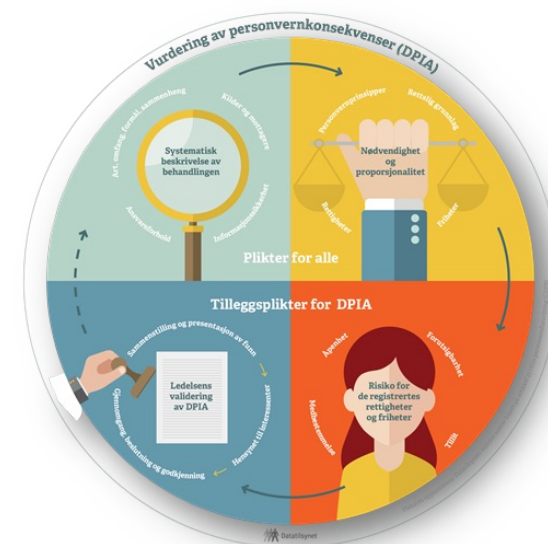 Vurdering av personvernkonsekvenser (DPIA)
Art, omfang, formål, sammenheng
Kilder og mottagere
Systematisk
beskrivelse av
behandlingen
Ansvarsforhold
Informasjonssikkerhet
Personvernprinsipper
Rettslig grunnlag
Nødvendighet
og
proporsjonalitet
Rettigheter
Friheter
Plikter for alle
Tilleggsplikter for DPIA
Sammenstilling og presentasjon av funn
Ledelsens
validering
av DPIA
Hensynet til interessenter
Gjennomgang, beslutning og godkjenning
Åpenhet
Forutsigbarhet
Risiko for
de registrertes
rettigheter
og friheter
Medbestemmelse
Tillit
Datatilsynet